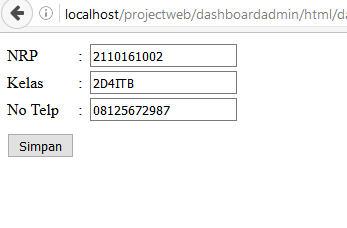 localhost/projectweb/dashboardadmin/html/da
NRP : 2110161002
Kelas : 2D4ITB
No Telp : 08125672987
Simpan